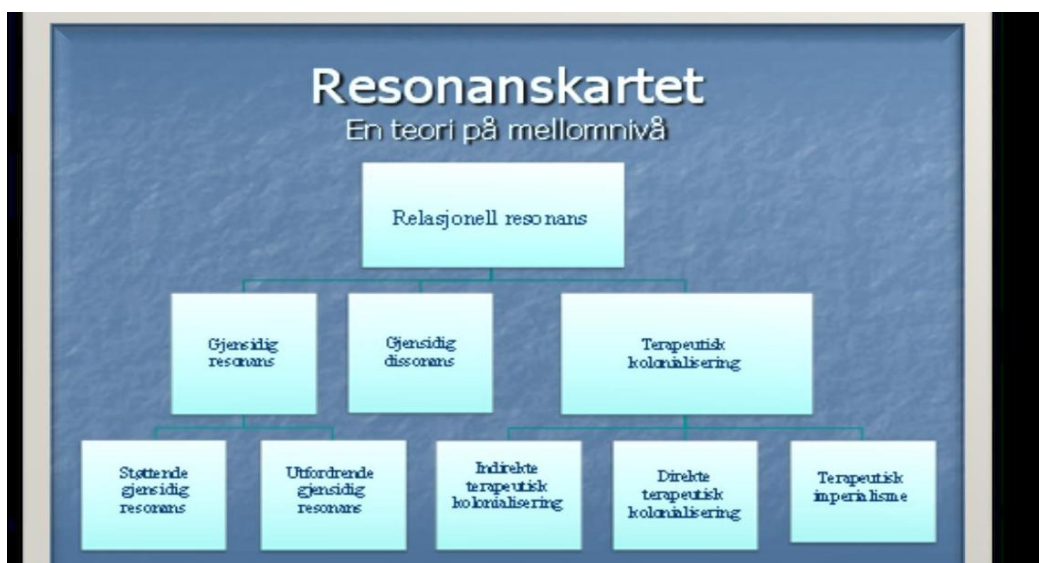 Resonanskartet
En teori på mellomnivå
Relasjonell resonans
Gjensidig
resonans
Gjensidig
dissonans
Terapeutisk
kolonialisering
Støttende
gjensidig
resonans
Utfordrende
gjensidig
resonans
Indirekte
terapeutisk
kolonialisering
Direkte
terapeutisk
kolonialisering
Terapeutisk
imperialisme